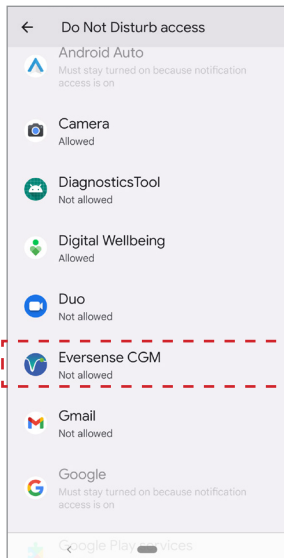 Do Not Disturb access
Android Auto
Must stay turned on because notification
access is on
Camera
Allowed
DiagnosticsTool
Not allowed
Digital Wellbeing
Allowed
Duo
Not allowed
Eversense CGM
Not allowed
Gmail
Not allowed
Google
Must stay turned on because notification
access is on
Google Play services